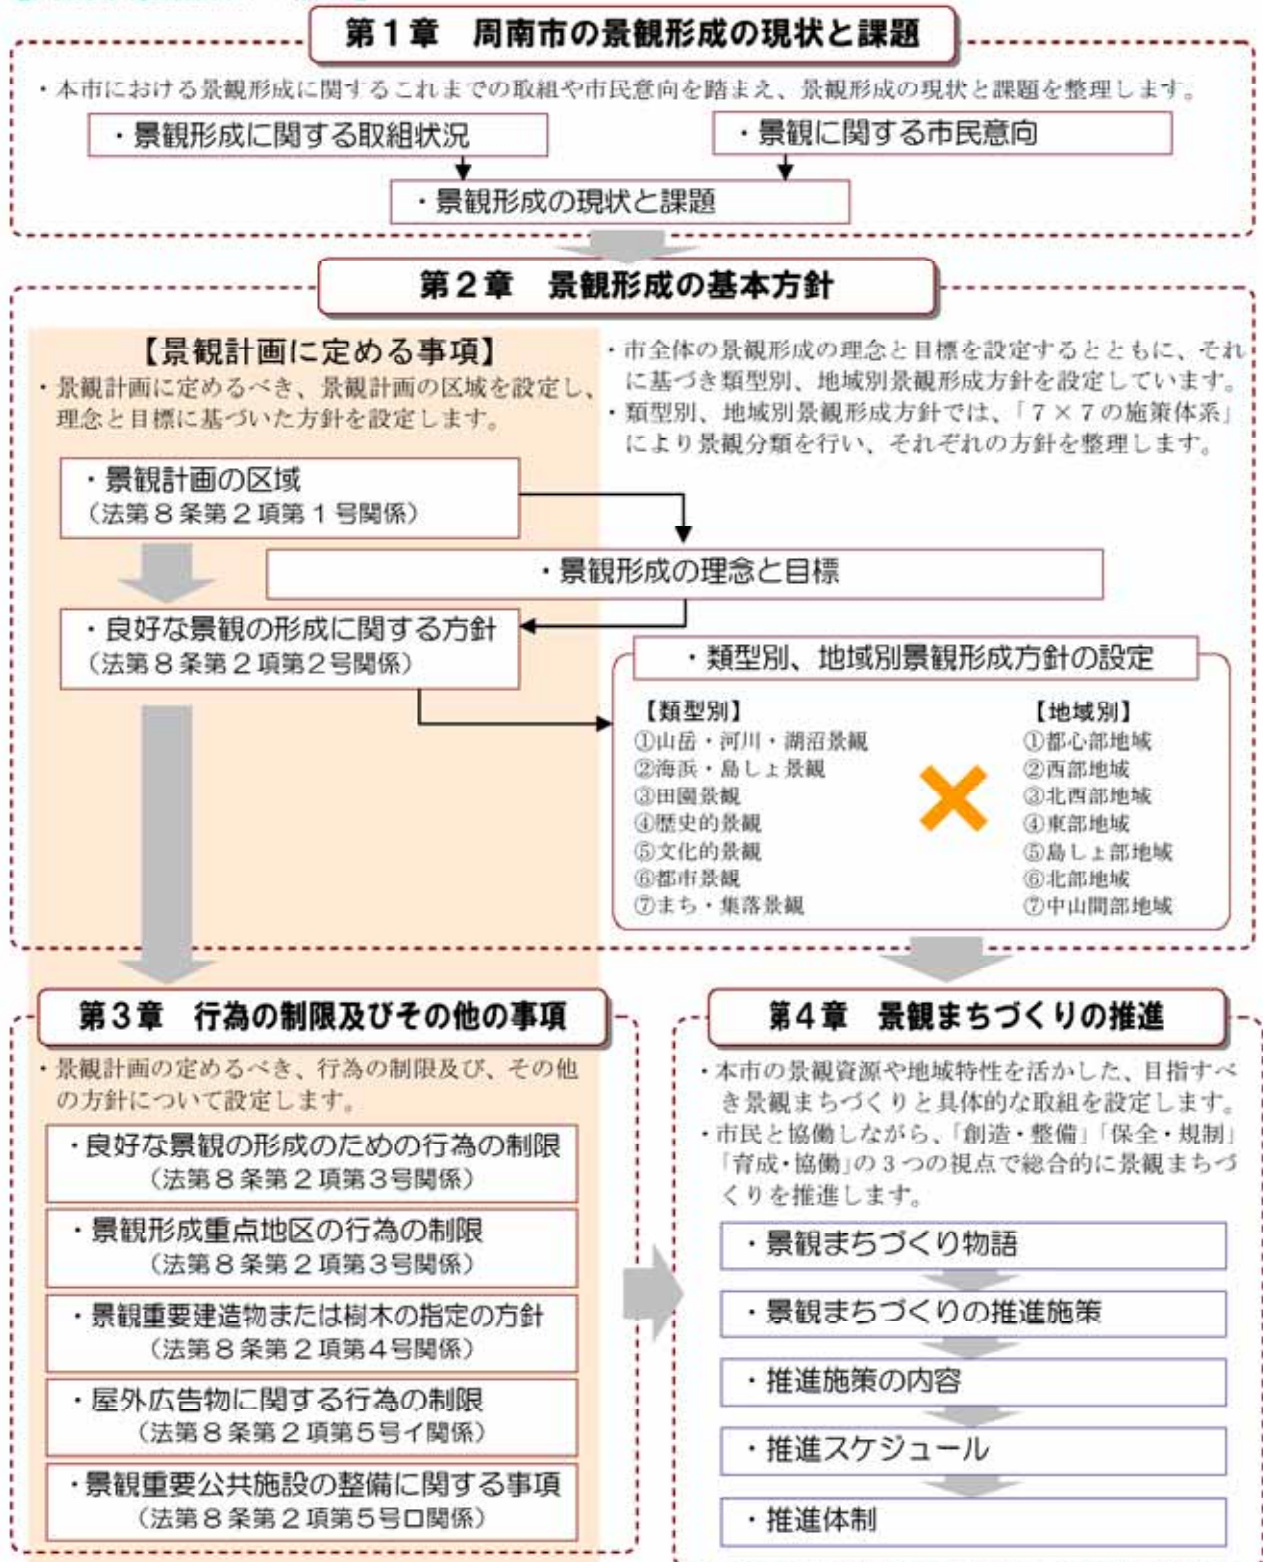 第1章 周南市の景観形成の現状と課題
・本市における景観形成に関するこれまでの取組や市民意向を踏まえ、景観形成の現状と課題を整理します。
・景観形成に関する取組状況
・景観に関する市民意向
・景観形成の現状と課題
第2章 景観形成の基本方針
【景観計画に定める事項】
・景観計画に定めるべき、景観計画の区域を設定し、
理念と目標に基づいた方針を設定します。
・市全体の景観形成の理念と目標を設定するとともに、それ
に基づき類型別、地域別景観形成方針を設定しています。
・類型別、地域別景観形成方針では、「7×7の施策体系」
により景観分類を行い、それぞれの方針を整理します。
・景観計画の区域
（法第8条第2項第1号関係）
・景観形成の理念と目標
・良好な景観の形成に関する方針
（法第8条第2項第2号関係）
・類型別、地域別景観形成方針の設定
【類型別】
①山岳・河川・湖沼景観
②海浜・島しょ景観
③田園景観
④歴史的景観
⑤文化的景観
⑥都市景観
⑦まち・集落景観
【地域別】
①都心部地域
②西部地域
③北西部地域
④東部地域
⑤島しょ部地域
⑥北部地域
⑦中山間部地域
第3章 行為の制限及びその他の事項
・景観計画の定めるべき、行為の制限及び、その他
の方針について設定します。
・良好な景観の形成のための行為の制限
（法第8条第2項第3号関係）
・景観形成重点地区の行為の制限
（法第8条第2項第3号関係）
・景観重要建造物または樹木の指定の方針
（法第8条第2項第4号関係）
・屋外広告物に関する行為の制限
（法第8条第2項第5号イ関係）
・景観重要公共施設の整備に関する事項
（法第8条第2項第5号ロ関係）
第4章 景観まちづくりの推進
・本市の景観資源や地域特性を活かした、目指すべ
き景観まちづくりと具体的な取組を設定します。
・市民と協働しながら、「創造・整備」「保全・規制」
「育成・協働」の3つの視点で総合的に景観まちづ
くりを推進します。
・景観まちづくり物語
・景観まちづくりの推進施策
・推進施策の内容
・推進スケジュール
・推進体制